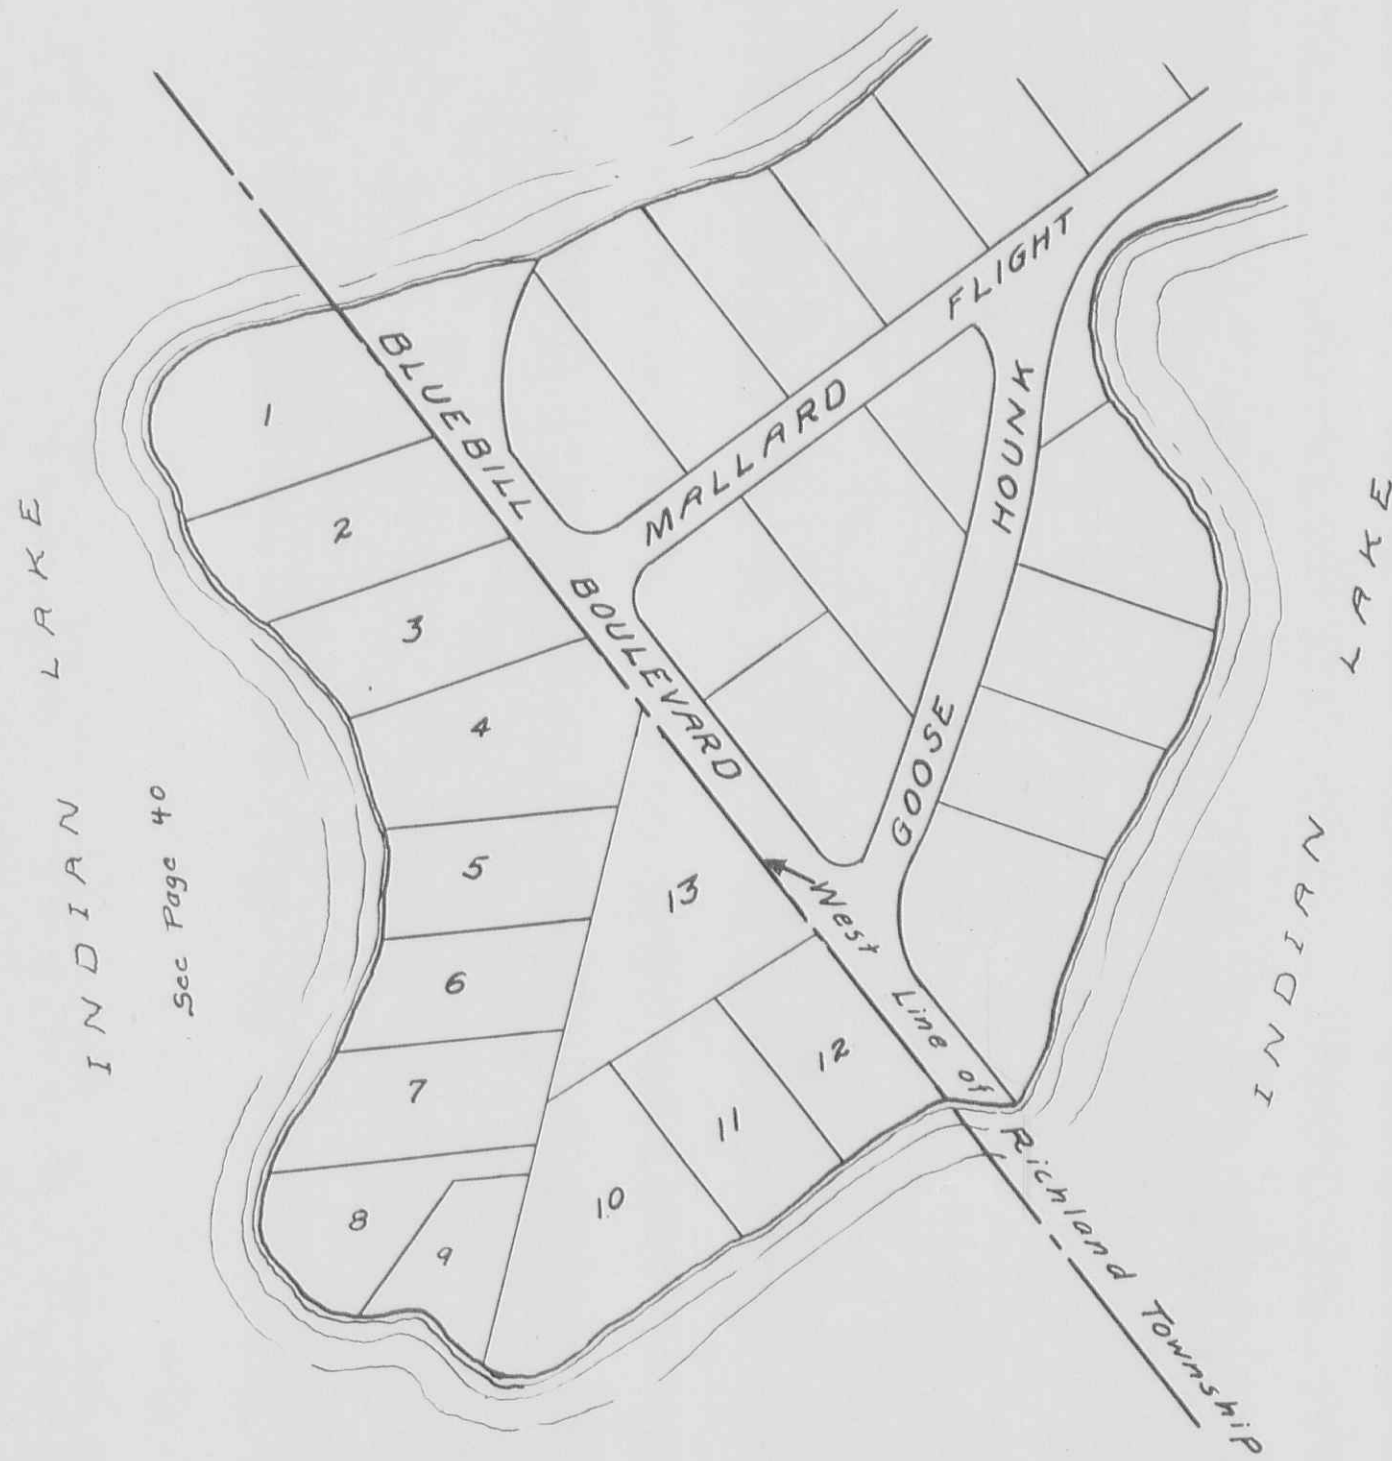 BLUEBILL BOULEVARD
MALLARD FLIGHT
GOOSE HOUNK
INDIAN LAKE
See Page 40
1
2
3
4
5
6
7
8
9
10
11
12
13
West Line of Richland Township
INDIAN LAKE